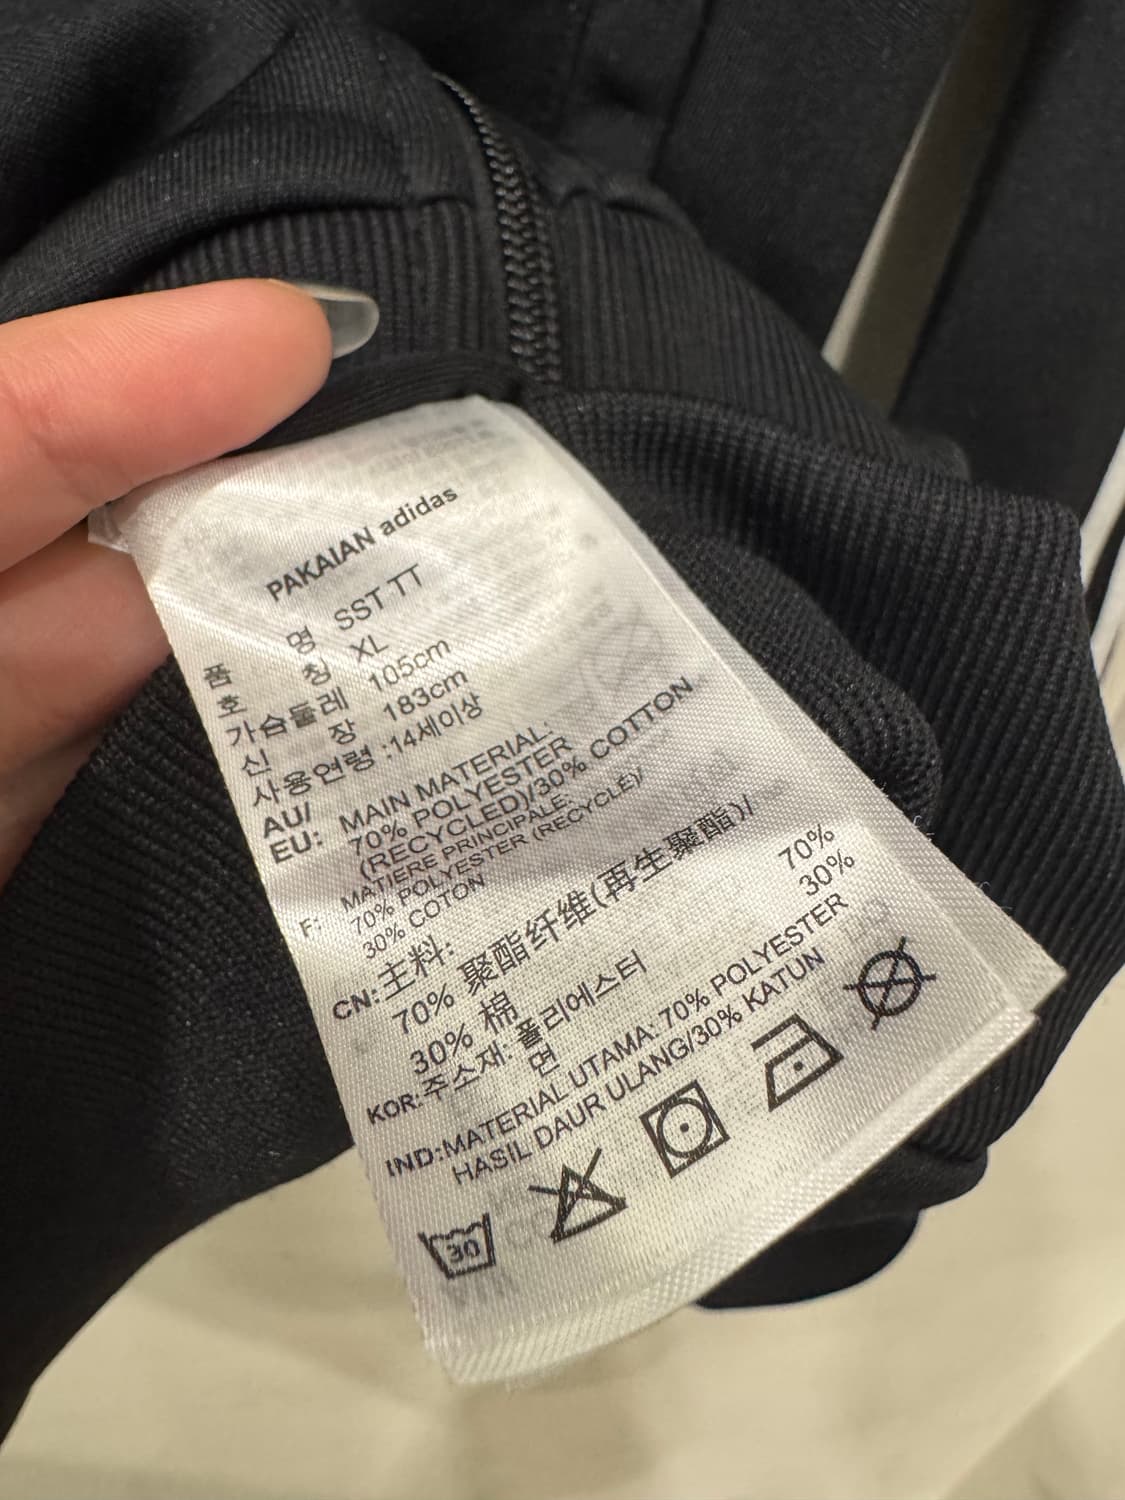 PAKAIAN adidas
품 명 SST TT
호 칭 XL
가슴둘레 105cm
신 장 183cm
사용연령 :14세이상
AU/
EU: MAIN MATERIAL:
70% POLYESTER
(RECYCLED)/30% COTTON
F: MATIERE PRINCIPALE:
70% POLYESTER (RECYCLE)/
30% COTON
CN:主料:
70% 聚酯纤维(再生聚酯)/
30% 棉
KOR:주소재: 폴리에스터 70%
면 30%
IND:MATERIAL UTAMA: 70% POLYESTER
HASIL DAUR ULANG/30% KATUN
30